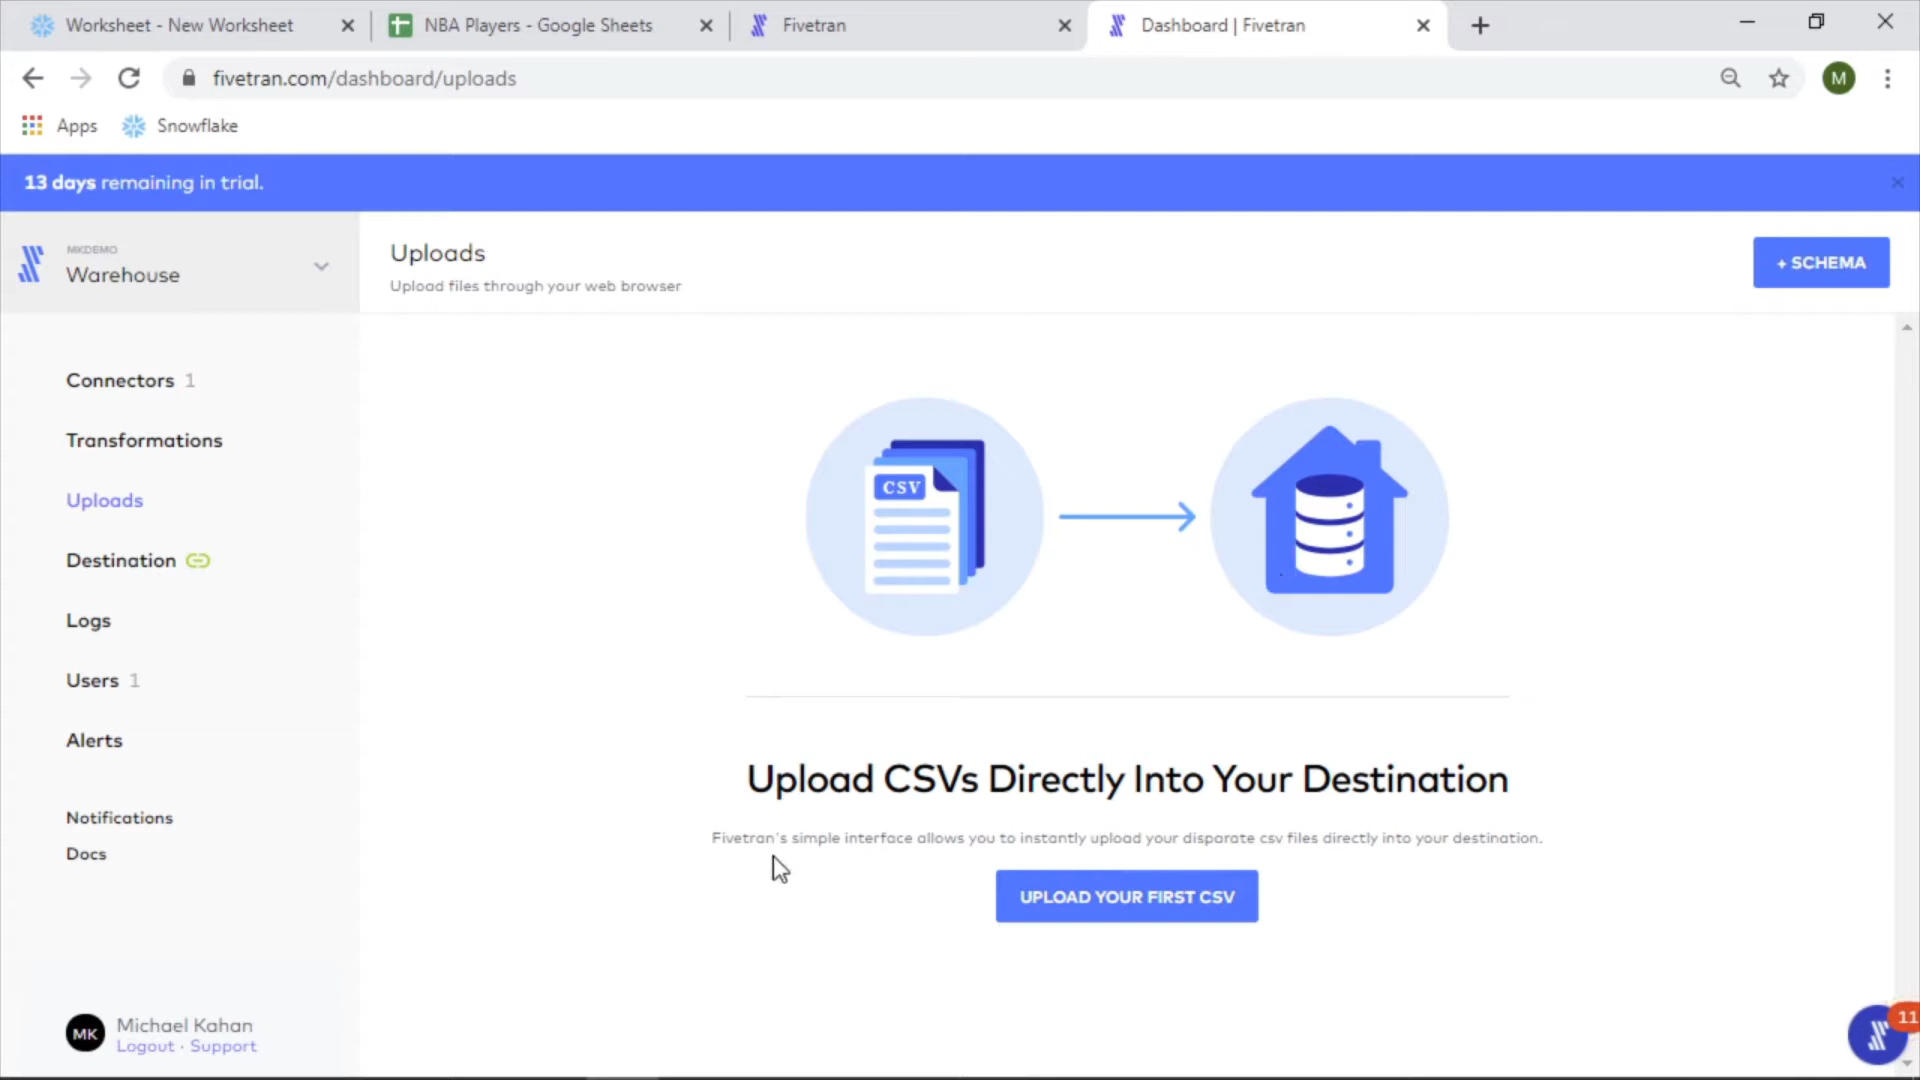 Worksheet - New Worksheet
NBA Players - Google Sheets
Fivetran
Dashboard | Fivetran
fivetran.com/dashboard/uploads
M
Apps
Snowflake
13 days remaining in trial.
MKDEMO
Warehouse
Uploads
Upload files through your web browser
+ SCHEMA
Connectors 1
Transformations
Uploads
Destination
Logs
Users 1
Alerts
Notifications
Docs
CSV
Upload CSVs Directly Into Your Destination
Fivetran's simple interface allows you to instantly upload your disparate csv files directly into your destination.
UPLOAD YOUR FIRST CSV
MK
Michael Kahan
Logout · Support
11